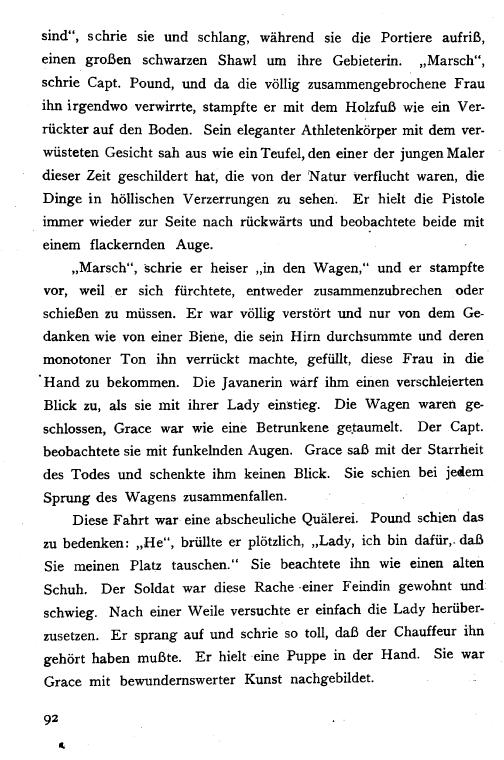 sind“, schrie sie und schlang, während sie die Portiere aufriß,
einen großen schwarzen Shawl um ihre Gebieterin. „Marsch“,
schrie Capt. Pound, und da die völlig zusammengebrochene Frau
ihn irgendwo verwirrte, stampfte er mit dem Holzfuß wie ein Ver-
rückter auf den Boden. Sein eleganter Athletenkörper mit dem ver-
wüsteten Gesicht sah aus wie ein Teufel, den einer der jungen Maler
dieser Zeit geschildert hat, die von der Natur verflucht waren, die
Dinge in höllischen Verzerrungen zu sehen. Er hielt die Pistole
immer wieder zur Seite nach rückwärts und beobachtete beide mit
einem flackernden Auge.
„Marsch“, schrie er heiser „in den Wagen,“ und er stampfte
vor, weil er sich fürchtete, entweder zusammenzubrechen oder
schießen zu müssen. Er war völlig verstört und nur von dem Ge-
danken wie von einer Biene, die sein Hirn durchsummte und deren
monotoner Ton ihn verrückt machte, gefüllt, diese Frau in die
Hand zu bekommen. Die Javanerin warf ihm einen verschleierten
Blick zu, als sie mit ihrer Lady einstieg. Die Wagen waren ge-
schlossen, Grace war wie eine Betrunkene getaumelt. Der Capt.
beobachtete sie mit funkelnden Augen. Grace saß mit der Starrheit
des Todes und schenkte ihm keinen Blick. Sie schien bei jedem
Sprung des Wagens zusammenfallen.
Diese Fahrt war eine abscheuliche Quälerei. Pound schien das
zu bedenken: „He“, brüllte er plötzlich, „Lady, ich bin dafür, daß
Sie meinen Platz tauschen.“ Sie beachtete ihn wie einen alten
Schuh. Der Soldat war diese Rache einer Feindin gewohnt und
schwieg. Nach einer Weile versuchte er einfach die Lady herüber-
zusetzen. Er sprang auf und schrie so toll, daß der Chauffeur ihn
gehört haben mußte. Er hielt eine Puppe in der Hand. Sie war
Grace mit bewundernswerter Kunst nachgebildet.
92